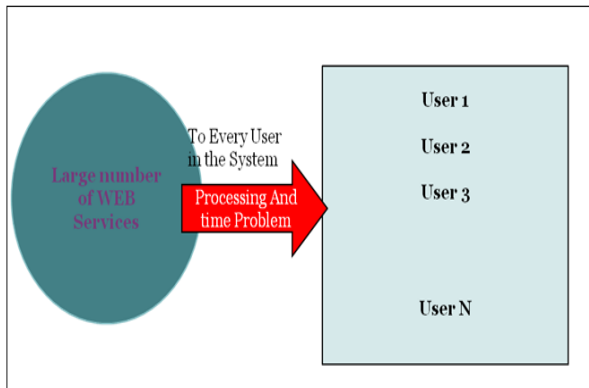 Large number
of WEB
Services
To Every User
in the System
Processing And
time Problem
User 1
User 2
User 3
User N